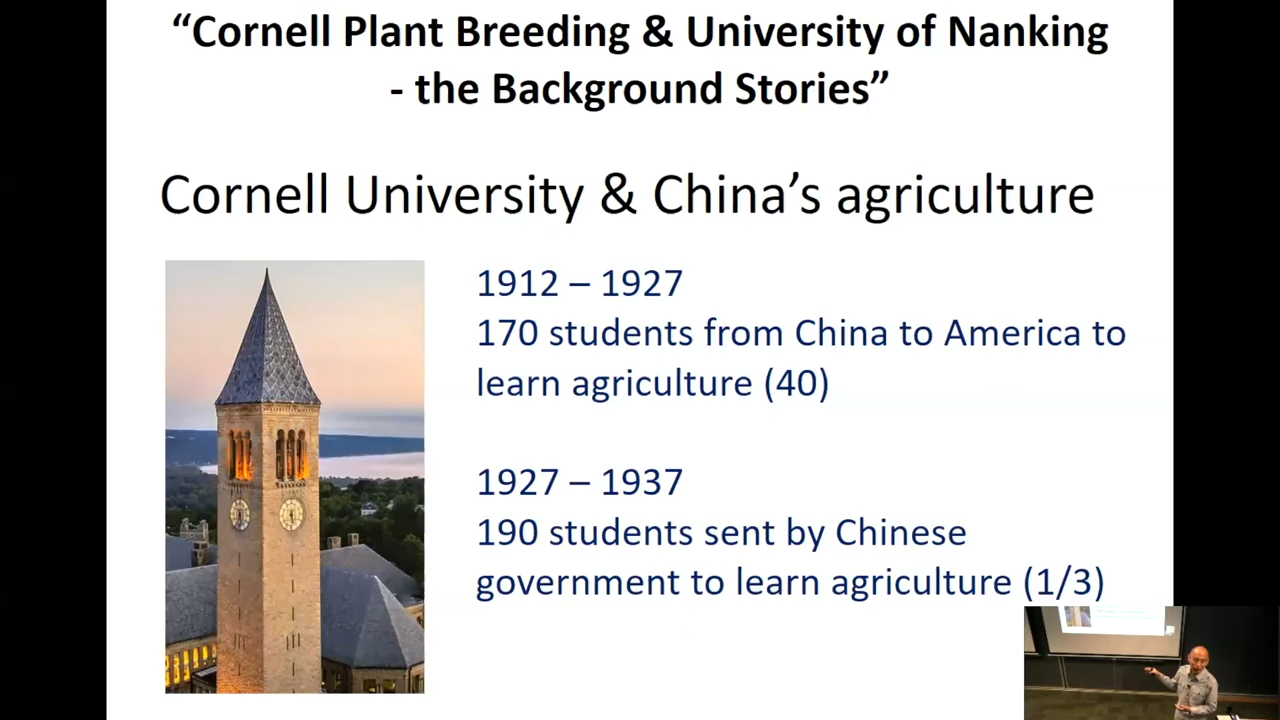 “Cornell Plant Breeding & University of Nanking
- the Background Stories”
Cornell University & China’s agriculture
1912 – 1927
170 students from China to America to
learn agriculture (40)
1927 – 1937
190 students sent by Chinese
government to learn agriculture (1/3)